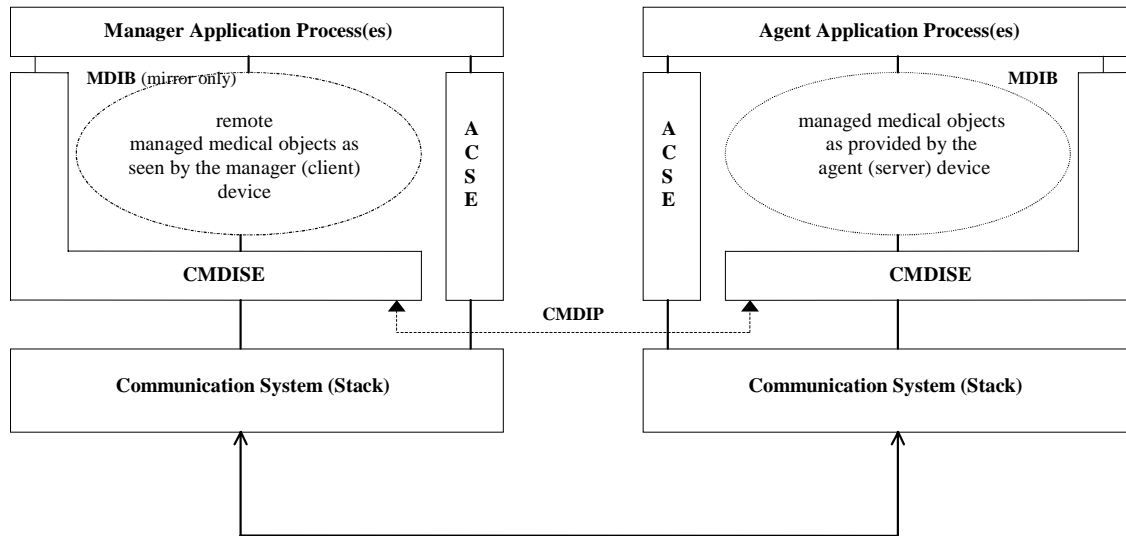 Manager Application Process(es)
Agent Application Process(es)
MDIB (mirror only)
remote
managed medical objects as
seen by the manager (client)
device
A
C
S
E
CMDISE
A
C
S
E
MDIB
managed medical objects
as provided by the
agent (server) device
CMDISE
CMDIP
Communication System (Stack)
Communication System (Stack)